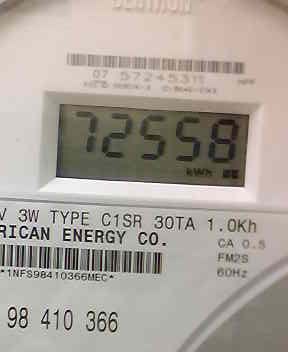 07 57245311
72558
kWh
V 3W TYPE C1SR 30TA 1.0Kh
RICAN ENERGY CO.
CA 0.5
FM2S
60Hz
*1NFS98410366MEC*
98 410 366